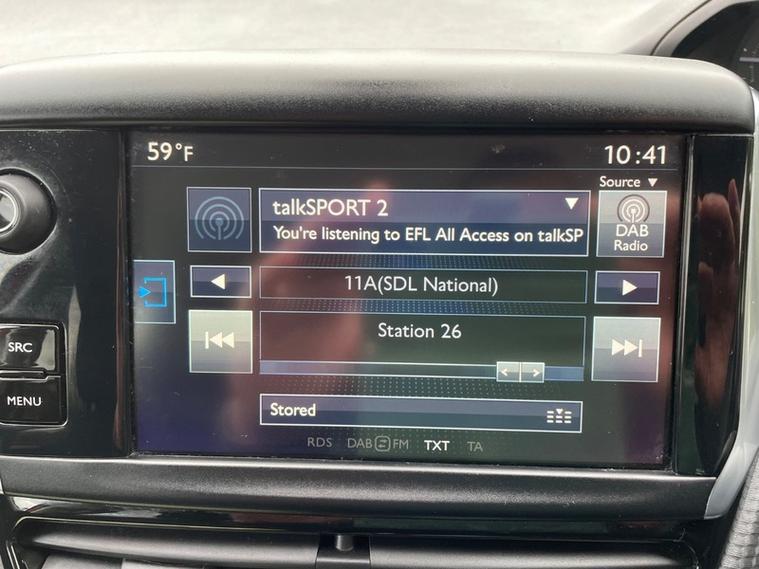 59°F
10:41
Source
talkSPORT 2
You're listening to EFL All Access on talkSP
DAB
Radio
11A(SDL National)
Station 26
SRC
MENU
Stored
RDS DAB FM TXT TA